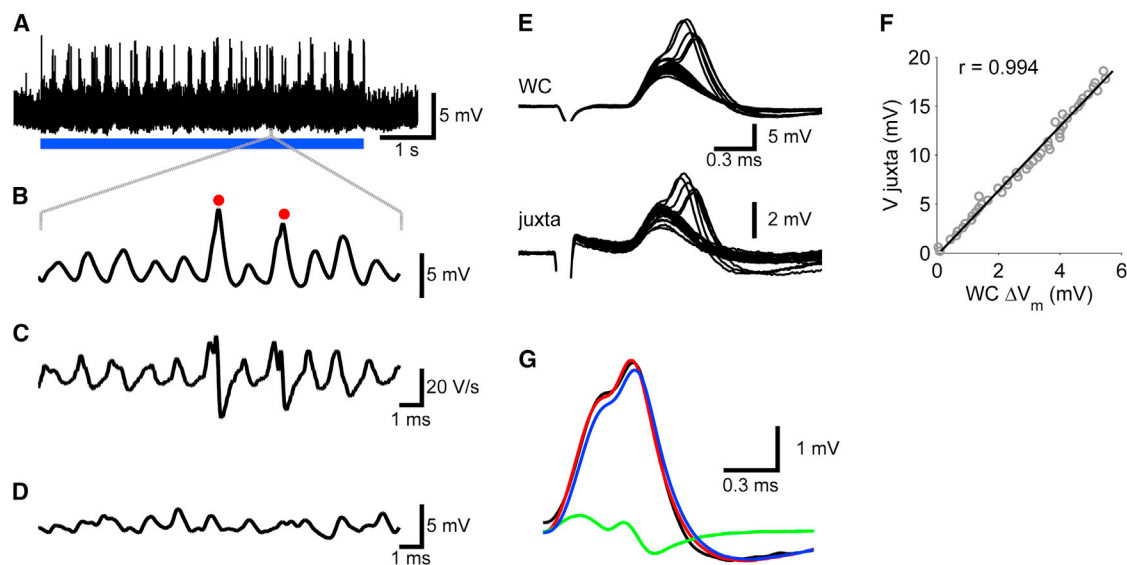 A
5 mV
1 s
B
5 mV
C
20 V/s
1 ms
D
5 mV
1 ms
E
WC
5 mV
0.3 ms
juxta
2 mV
F
r = 0.994
V juxta (mV)
20
15
10
5
0
0 2 4 6
WC ΔVm (mV)
G
1 mV
0.3 ms